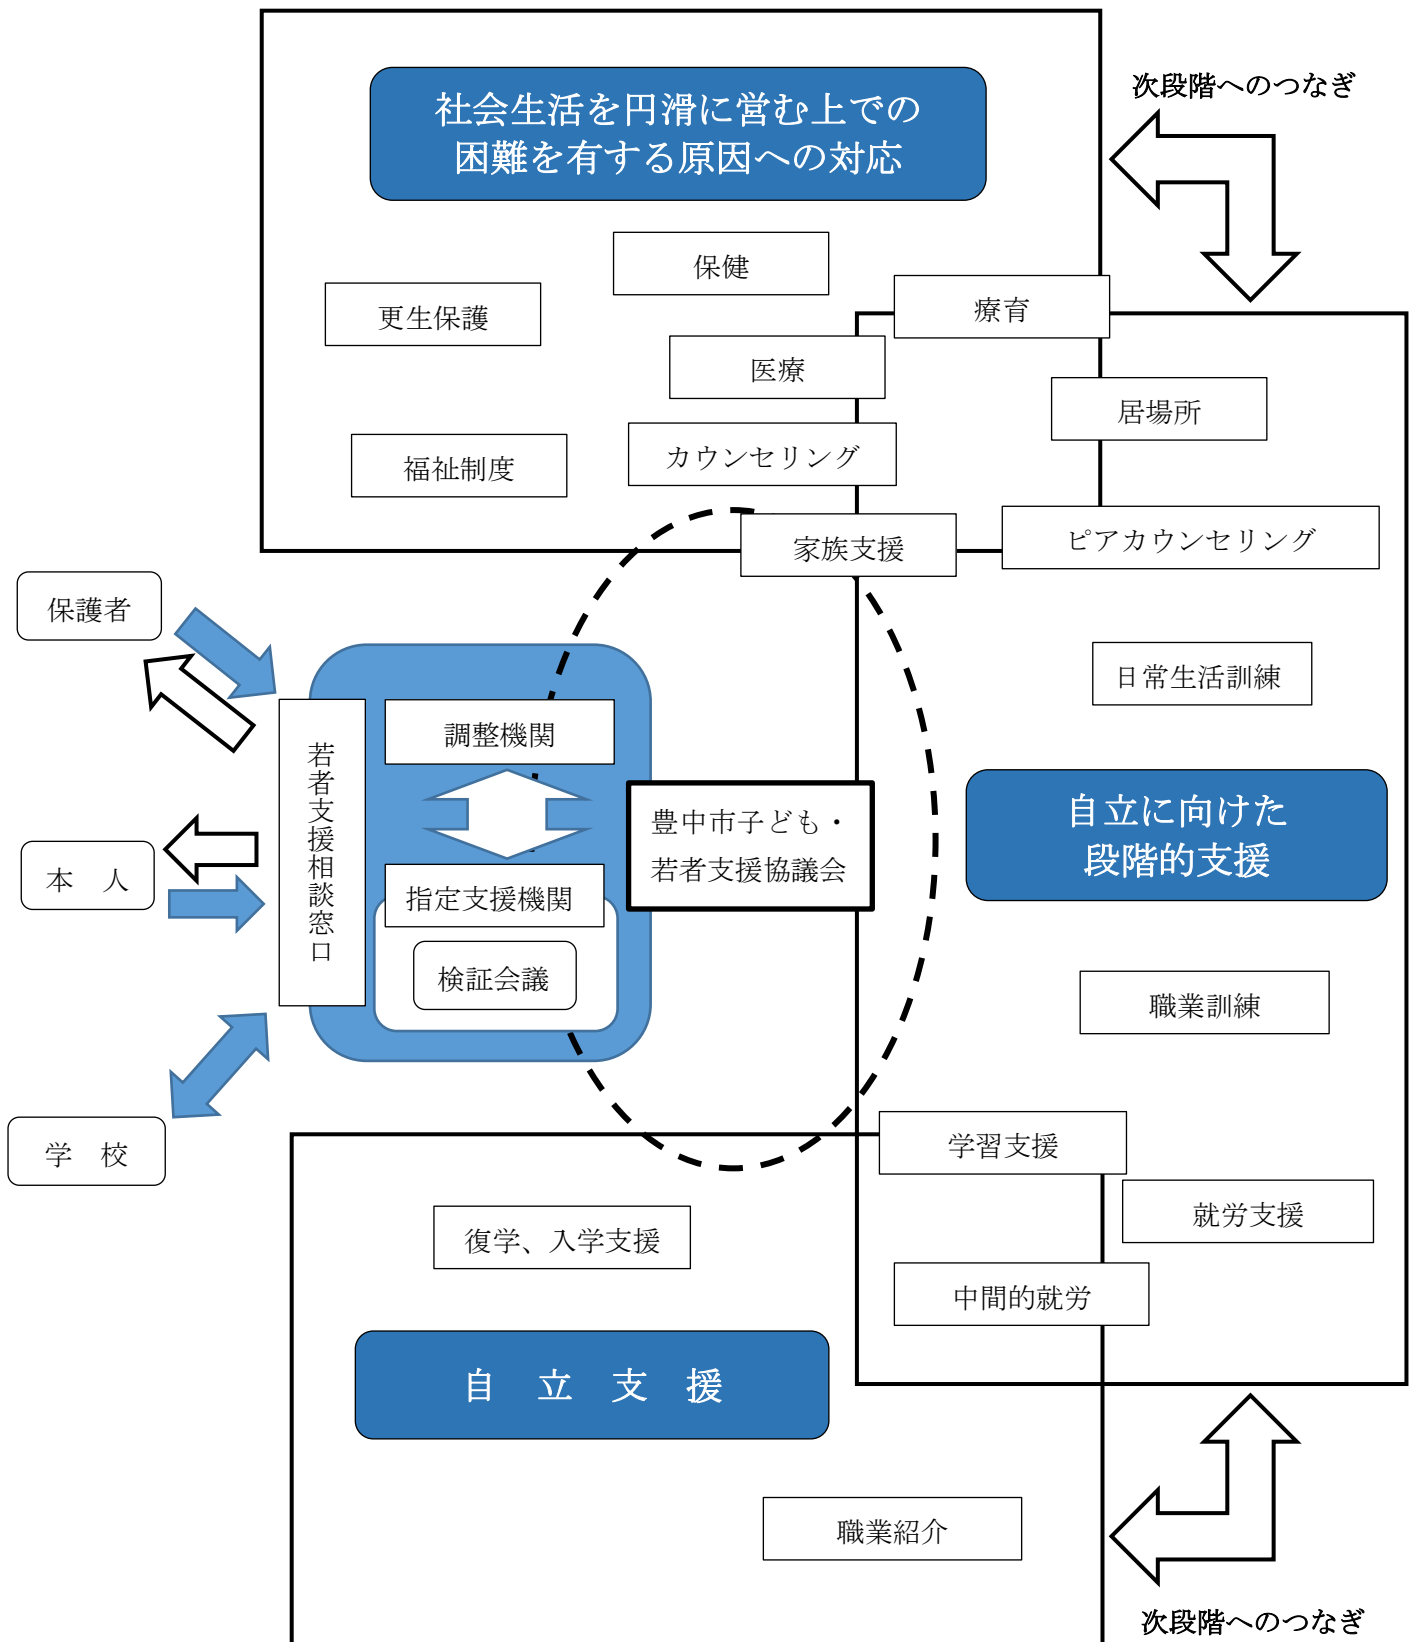 次段階へのつなぎ
社会生活を円滑に営む上での
困難を有する原因への対応
保健
更生保護
療育
医療
居場所
カウンセリング
福祉制度
家族支援
ピアカウンセリング
保護者
日常生活訓練
若者支援相談窓口
調整機関
豊中市子ども・
若者支援協議会
自立に向けた
段階的支援
本　人
指定支援機関
検証会議
職業訓練
学　校
学習支援
就労支援
復学、入学支援
中間的就労
自　立　支　援
職業紹介
次段階へのつなぎ